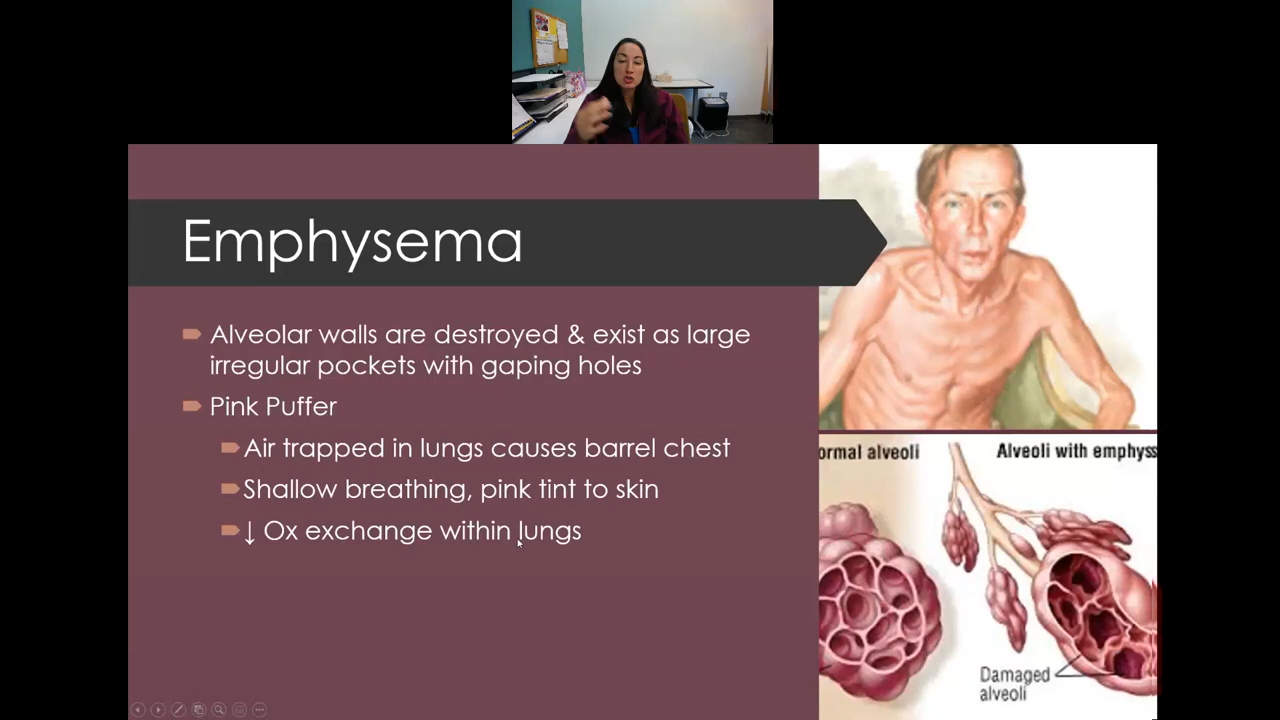 Emphysema
Alveolar walls are destroyed & exist as large
irregular pockets with gaping holes
Pink Puffer
Air trapped in lungs causes barrel chest
Shallow breathing, pink tint to skin
↓ Ox exchange within lungs
ormal alveoli
Alveoli with emphys
Damaged
alveoli